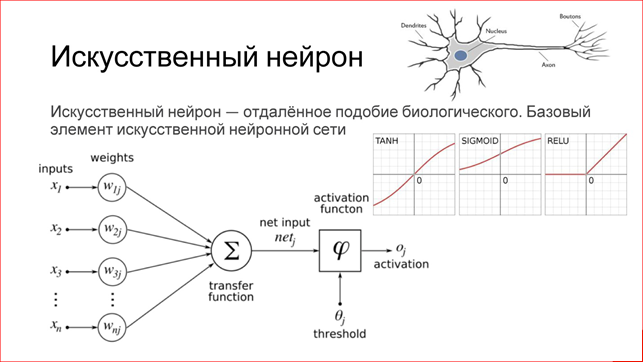 Искусственный нейрон
Dendrites
Nucleus
Boutons
Axon
Искусственный нейрон — отдалённое подобие биологического. Базовый
элемент искусственной нейронной сети
TANH
0
SIGMOID
0
RELU
0
inputs
weights
x1
w1j
x2
w2j
x3
w3j
⋮
⋮
xn
wnj
Σ
transfer
function
net input
netj
activation
functon
φ
oj
activation
θj
threshold